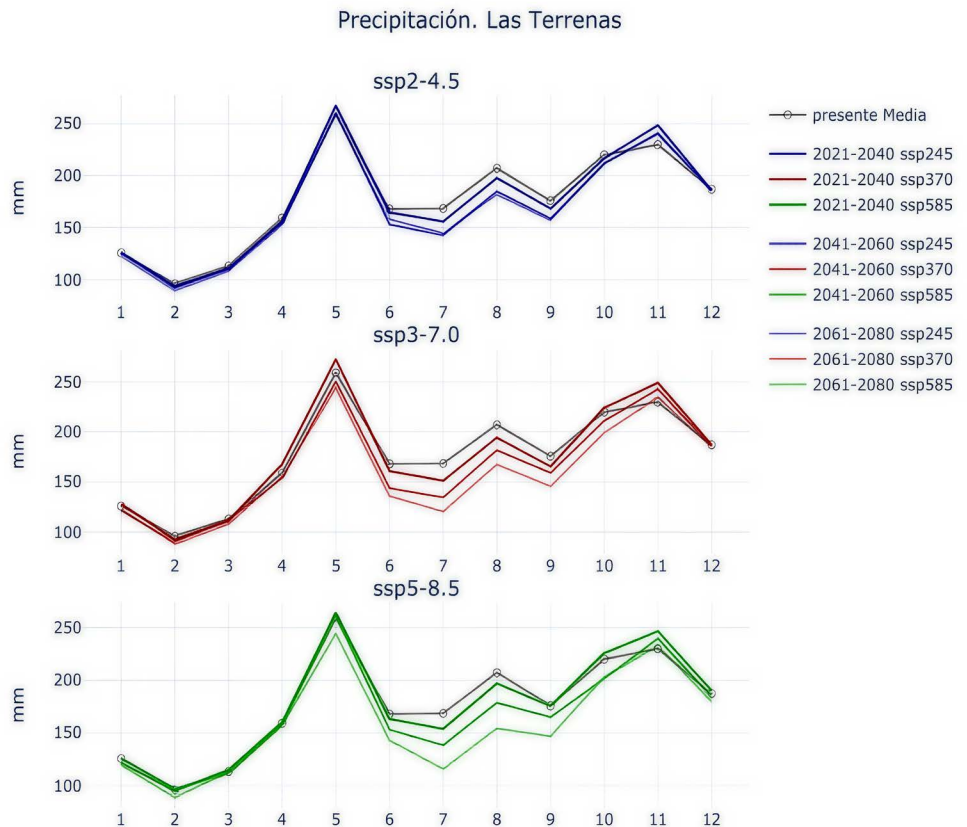 Precipitación. Las Terrenas
ssp2-4.5
250
200
150
100
mm
1 2 3 4 5 6 7 8 9 10 11 12
ssp3-7.0
250
200
150
100
mm
1 2 3 4 5 6 7 8 9 10 11 12
ssp5-8.5
250
200
150
100
mm
1 2 3 4 5 6 7 8 9 10 11 12
presente Media
2021-2040 ssp245
2021-2040 ssp370
2021-2040 ssp585
2041-2060 ssp245
2041-2060 ssp370
2041-2060 ssp585
2061-2080 ssp245
2061-2080 ssp370
2061-2080 ssp585